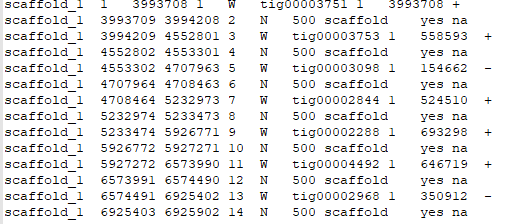 scaffold_1 1 3993708 1 W tig00003751 1 3993708 +
scaffold_1 3993709 3994208 2 N 500 scaffold yes na
scaffold_1 3994209 4552801 3 W tig00003753 1 558593 +
scaffold_1 4552802 4553301 4 N 500 scaffold yes na
scaffold_1 4553302 4707963 5 W tig00003098 1 154662 -
scaffold_1 4707964 4708463 6 N 500 scaffold yes na
scaffold_1 4708464 5232973 7 W tig00002844 1 524510 +
scaffold_1 5232974 5233473 8 N 500 scaffold yes na
scaffold_1 5233474 5926771 9 W tig00002288 1 693298 +
scaffold_1 5926772 5927271 10 N 500 scaffold yes na
scaffold_1 5927272 6573990 11 W tig00004492 1 646719 +
scaffold_1 6573991 6574490 12 N 500 scaffold yes na
scaffold_1 6574491 6925402 13 W tig00002968 1 350912 -
scaffold_1 6925403 6925902 14 N 500 scaffold yes na